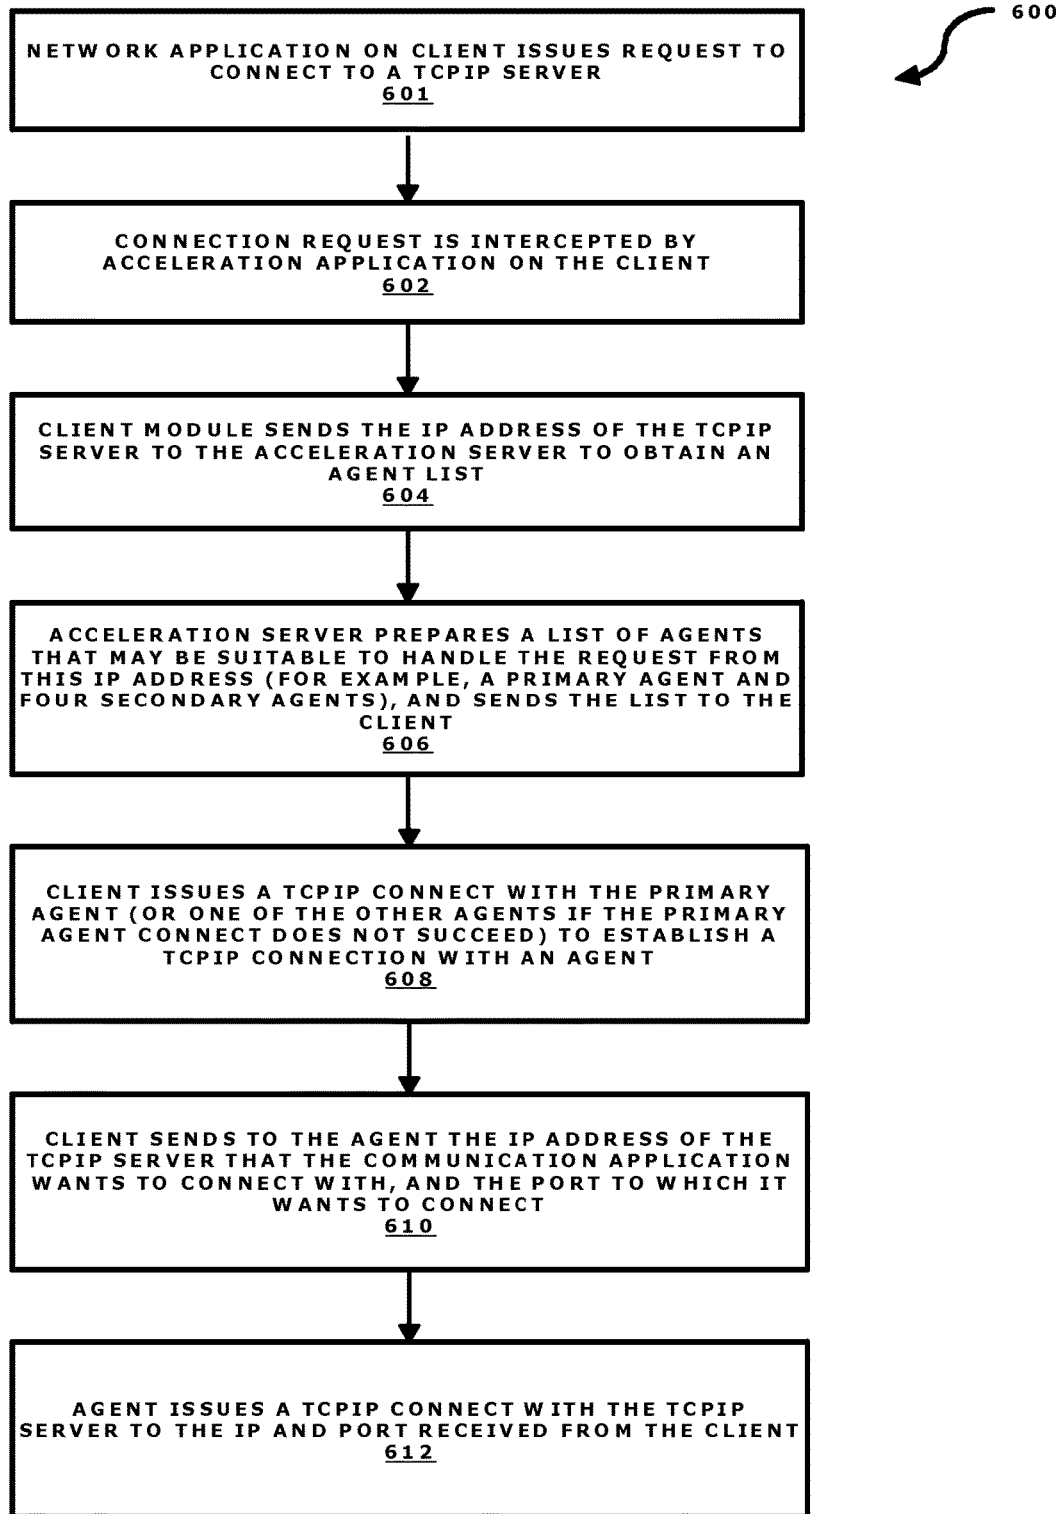 600
NETWORK APPLICATION ON CLIENT ISSUES REQUEST TO
CONNECT TO A TCPIP SERVER
601
CONNECTION REQUEST IS INTERCEPTED BY
ACCELERATION APPLICATION ON THE CLIENT
602
CLIENT MODULE SENDS THE IP ADDRESS OF THE TCPIP
SERVER TO THE ACCELERATION SERVER TO OBTAIN AN
AGENT LIST
604
ACCELERATION SERVER PREPARES A LIST OF AGENTS
THAT MAY BE SUITABLE TO HANDLE THE REQUEST FROM
THIS IP ADDRESS (FOR EXAMPLE, A PRIMARY AGENT AND
FOUR SECONDARY AGENTS), AND SENDS THE LIST TO THE
CLIENT
606
CLIENT ISSUES A TCPIP CONNECT WITH THE PRIMARY
AGENT (OR ONE OF THE OTHER AGENTS IF THE PRIMARY
AGENT CONNECT DOES NOT SUCCEED) TO ESTABLISH A
TCPIP CONNECTION WITH AN AGENT
608
CLIENT SENDS TO THE AGENT THE IP ADDRESS OF THE
TCPIP SERVER THAT THE COMMUNICATION APPLICATION
WANTS TO CONNECT WITH, AND THE PORT TO WHICH IT
WANTS TO CONNECT
610
AGENT ISSUES A TCPIP CONNECT WITH THE TCPIP
SERVER TO THE IP AND PORT RECEIVED FROM THE CLIENT
612